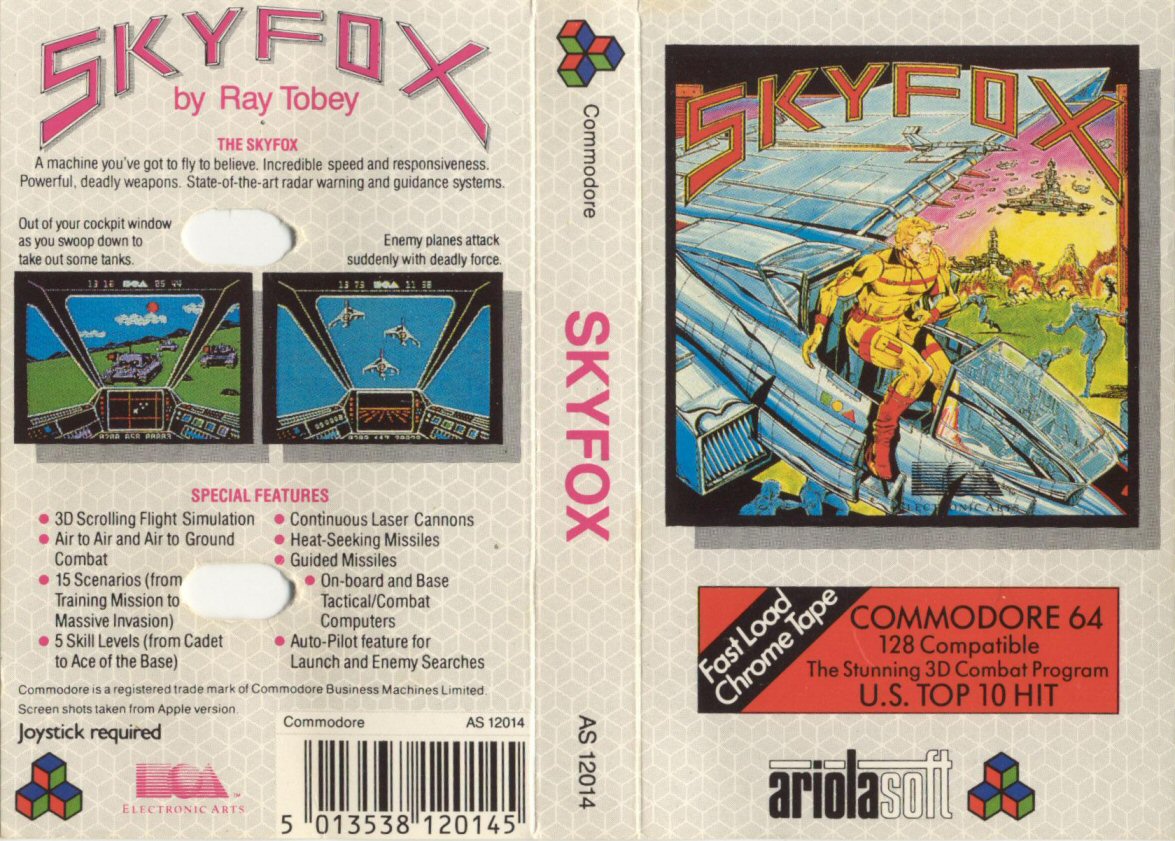 SKYFOX
by Ray Tobey
THE SKYFOX
A machine you've got to fly to believe. Incredible speed and responsiveness.
Powerful, deadly weapons. State-of-the-art radar warning and guidance systems.
Out of your cockpit window
as you swoop down to
take out some tanks.
Enemy planes attack
suddenly with deadly force.
SPECIAL FEATURES
3D Scrolling Flight Simulation
Air to Air and Air to Ground
Combat
15 Scenarios (from
Training Mission to
Massive Invasion)
5 Skill Levels (from Cadet
to Ace of the Base)
Continuous Laser Cannons
Heat-Seeking Missiles
Guided Missiles
On-board and Base
Tactical/Combat
Computers
Auto-Pilot feature for
Launch and Enemy Searches
Commodore is a registered trade mark of Commodore Business Machines Limited.
Screen shots taken from Apple version.
Joystick required
ELECTRONIC ARTS
TM
Commodore AS 12014
5 013538 120145
Commodore
SKYFOX
AS 12014
SKYFOX
ELECTRONIC ARTS
Fast Load
Chrome Tape
COMMODORE 64
128 Compatible
The Stunning 3D Combat Program
U.S. TOP 10 HIT
ariolasoft